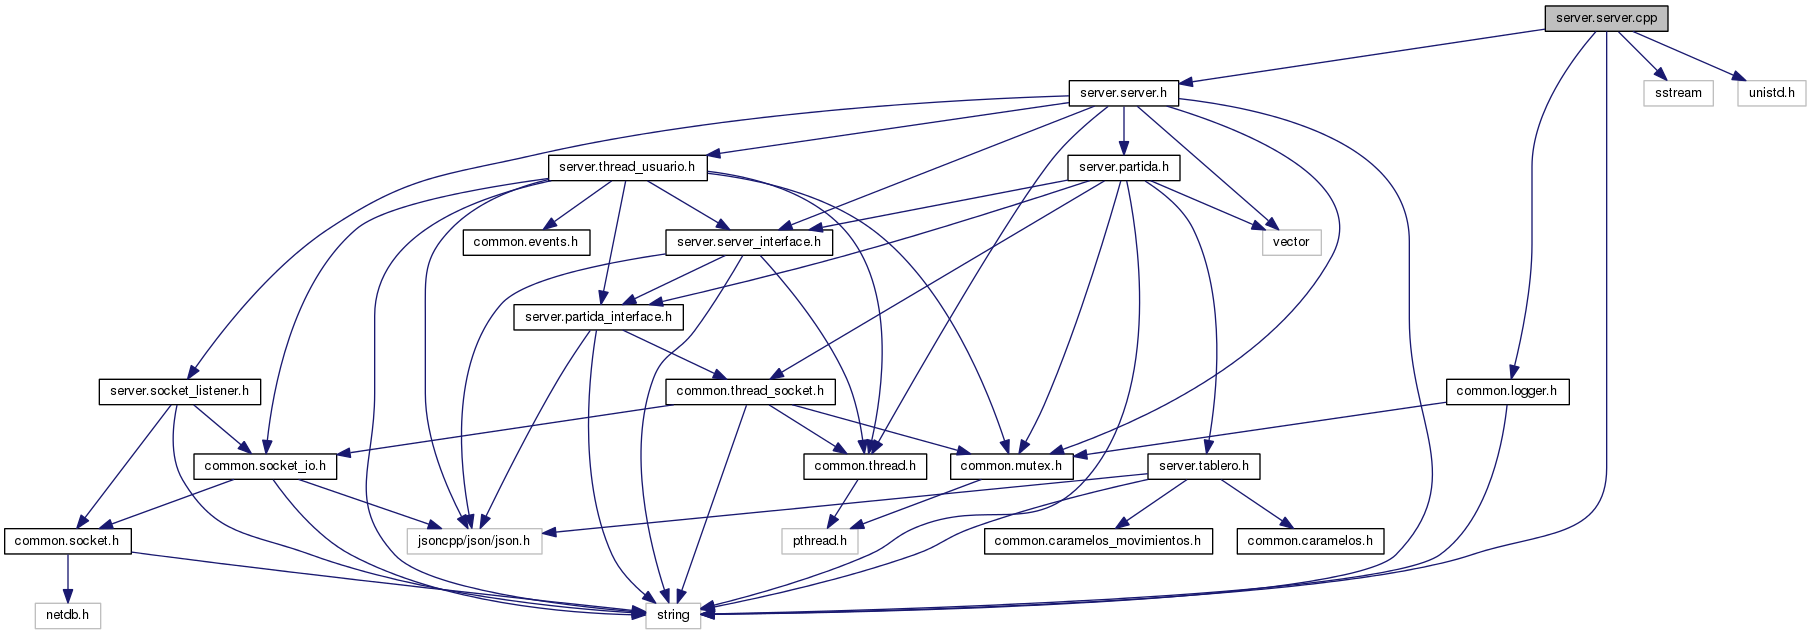 server.server.cpp
server.server.h
sstream
unistd.h
server.thread_usuario.h
server.partida.h
common.events.h
server.server_interface.h
vector
server.partida_interface.h
server.socket_listener.h
common.thread_socket.h
common.logger.h
common.socket_io.h
common.thread.h
common.mutex.h
server.tablero.h
common.socket.h
jsoncpp/json/json.h
pthread.h
common.caramelos_movimientos.h
common.caramelos.h
netdb.h
string